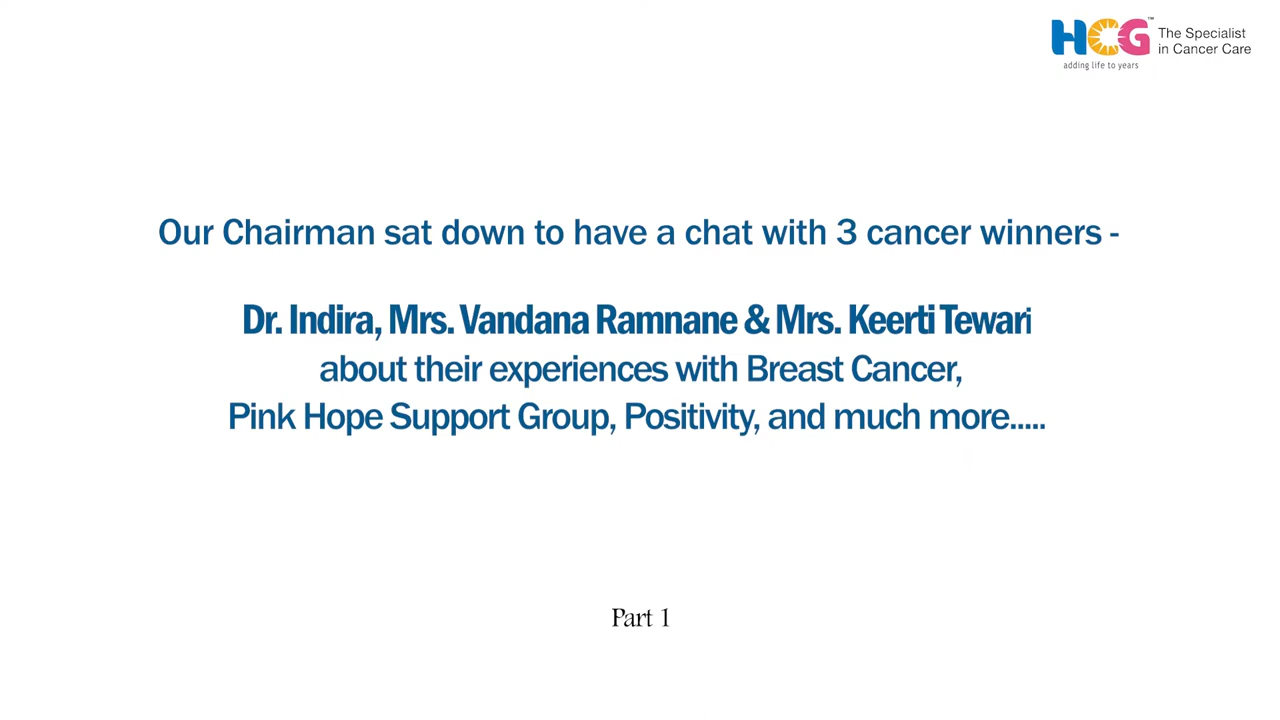 HCG™ The Specialist
in Cancer Care
adding life to years
Our Chairman sat down to have a chat with 3 cancer winners -
Dr. Indira, Mrs. Vandana Ramnane & Mrs. Keerti Tewari
about their experiences with Breast Cancer,
Pink Hope Support Group, Positivity, and much more.....
Part 1